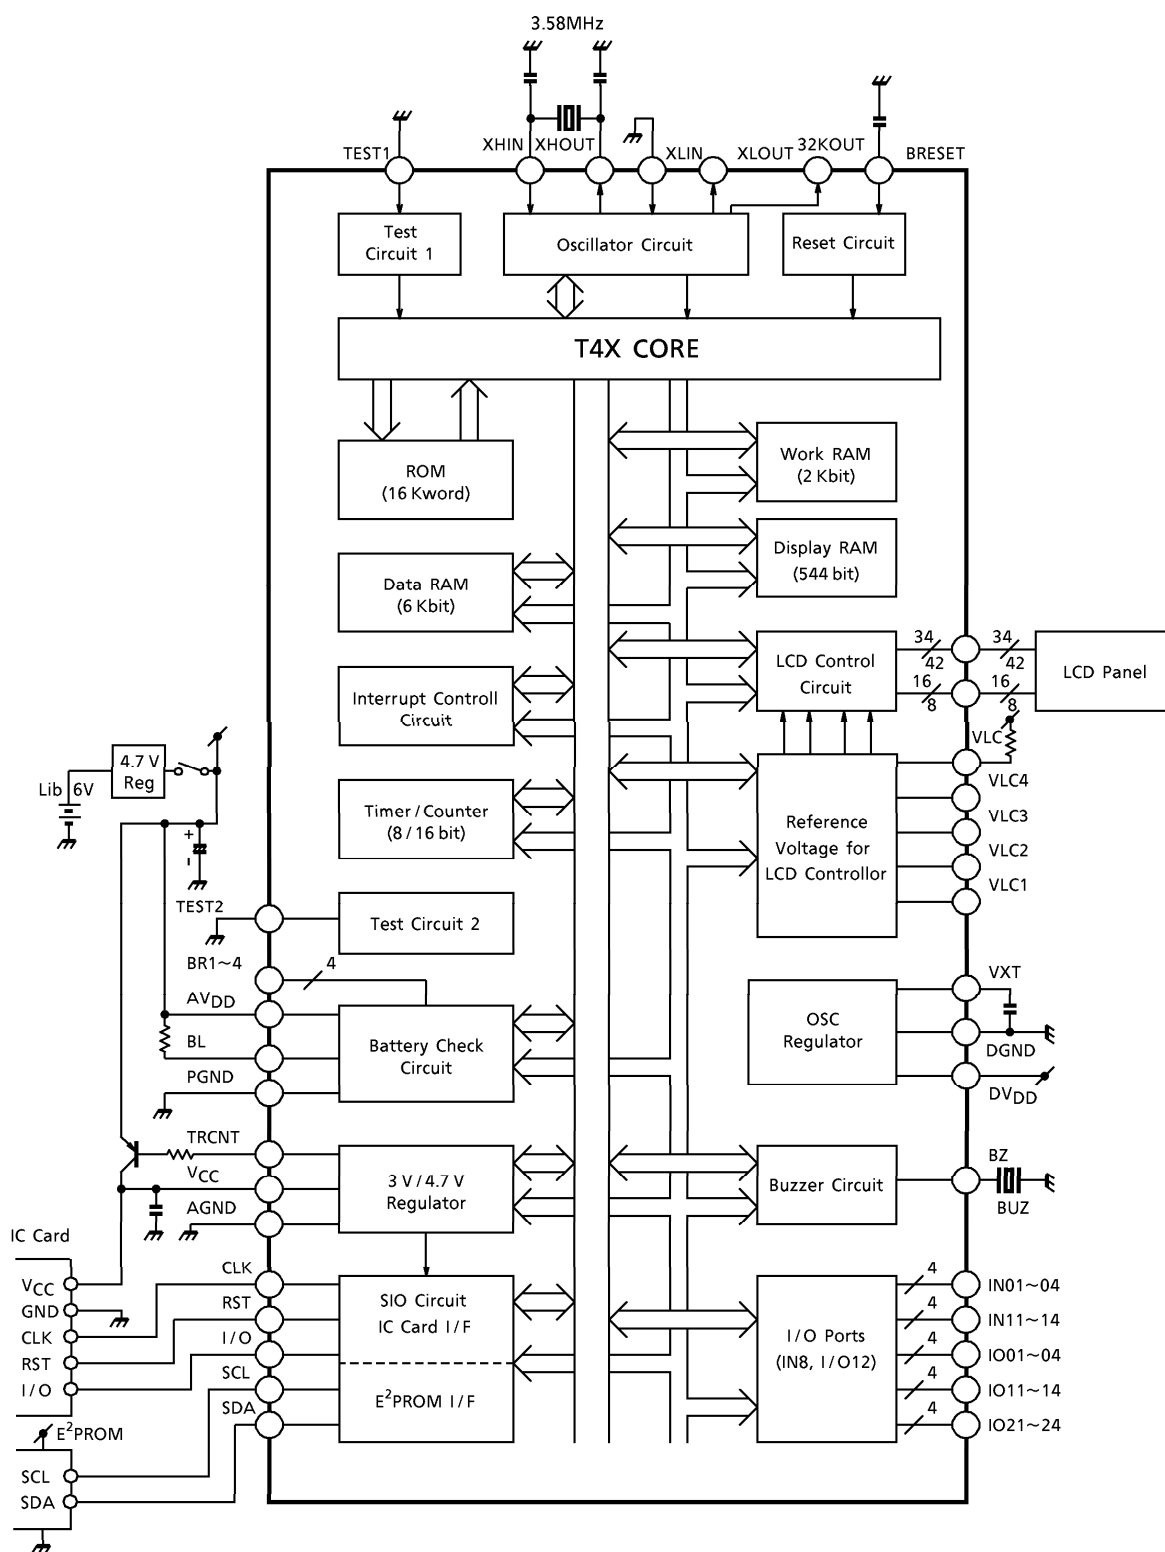 3.58MHz
TEST1
XHIN
XHOUT
XLIN
XLOUT
32KOUT
BRESET
Test
Circuit 1
Oscillator Circuit
Reset Circuit
T4X CORE
ROM
(16 Kword)
Work RAM
(2 Kbit)
Display RAM
(544 bit)
Data RAM
(6 Kbit)
LCD Control
Circuit
34
42
16
8
34
42
16
8
LCD Panel
Interrupt Controll
Circuit
VLC
VLC4
VLC3
VLC2
VLC1
Reference
Voltage for
LCD Controllor
4.7 V
Reg
Lib
6V
+
-
Timer / Counter
(8 / 16 bit)
TEST2
Test Circuit 2
BR1~4
4
AVDD
BL
PGND
Battery Check
Circuit
OSC
Regulator
VXT
DGND
DVDD
TRCNT
VCC
AGND
3 V / 4.7 V
Regulator
Buzzer Circuit
BZ
BUZ
IC Card
VCC
GND
CLK
RST
I / O
CLK
RST
I / O
SCL
SDA
SIO Circuit
IC Card I / F
E2PROM I / F
I / O Ports
(IN8, I / O12)
4
IN01~04
4
IN11~14
4
IO01~04
4
IO11~14
4
IO21~24
E2PROM
SCL
SDA